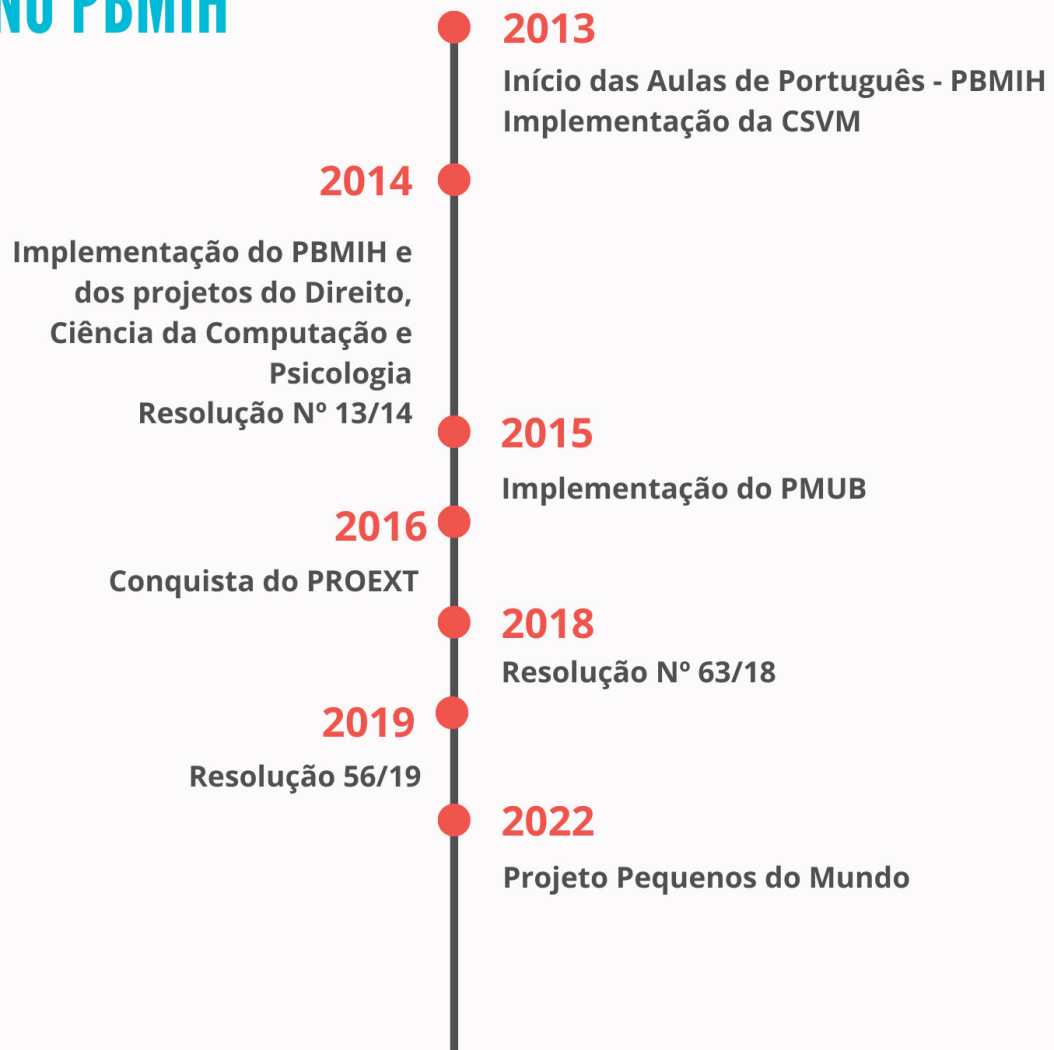 NO PBMIH
2013
Início das Aulas de Português - PBMIH
Implementação da CSVM
2014
Implementação do PBMIH e
dos projetos do Direito,
Ciência da Computação e
Psicologia
Resolução Nº 13/14
2015
Implementação do PMUB
2016
Conquista do PROEXT
2018
Resolução Nº 63/18
2019
Resolução 56/19
2022
Projeto Pequenos do Mundo